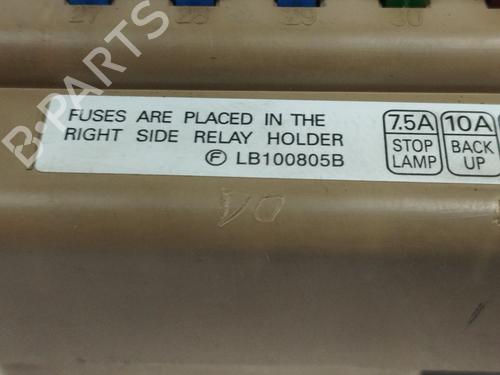 27 28 29 30
FUSES ARE PLACED IN THE
RIGHT SIDE RELAY HOLDER
F LB100805B
7.5A
STOP
LAMP
10A
BACK
UP
B-PARTS